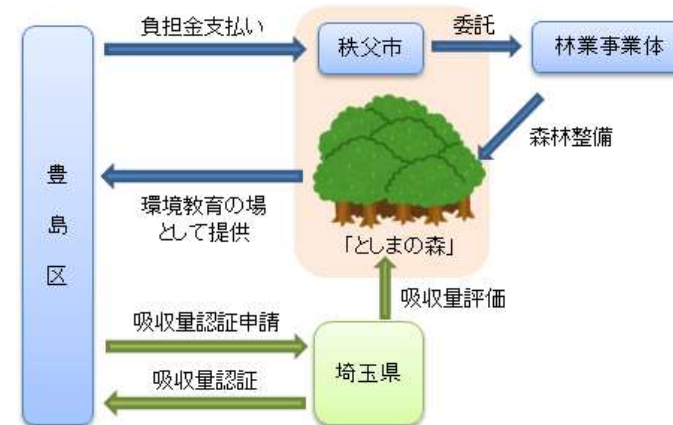 負担金支払い
秩父市
委託
林業事業体
森林整備
豊島区
環境教育の場
として提供
「としまの森」
吸収量評価
吸収量認証申請
埼玉県
吸収量認証